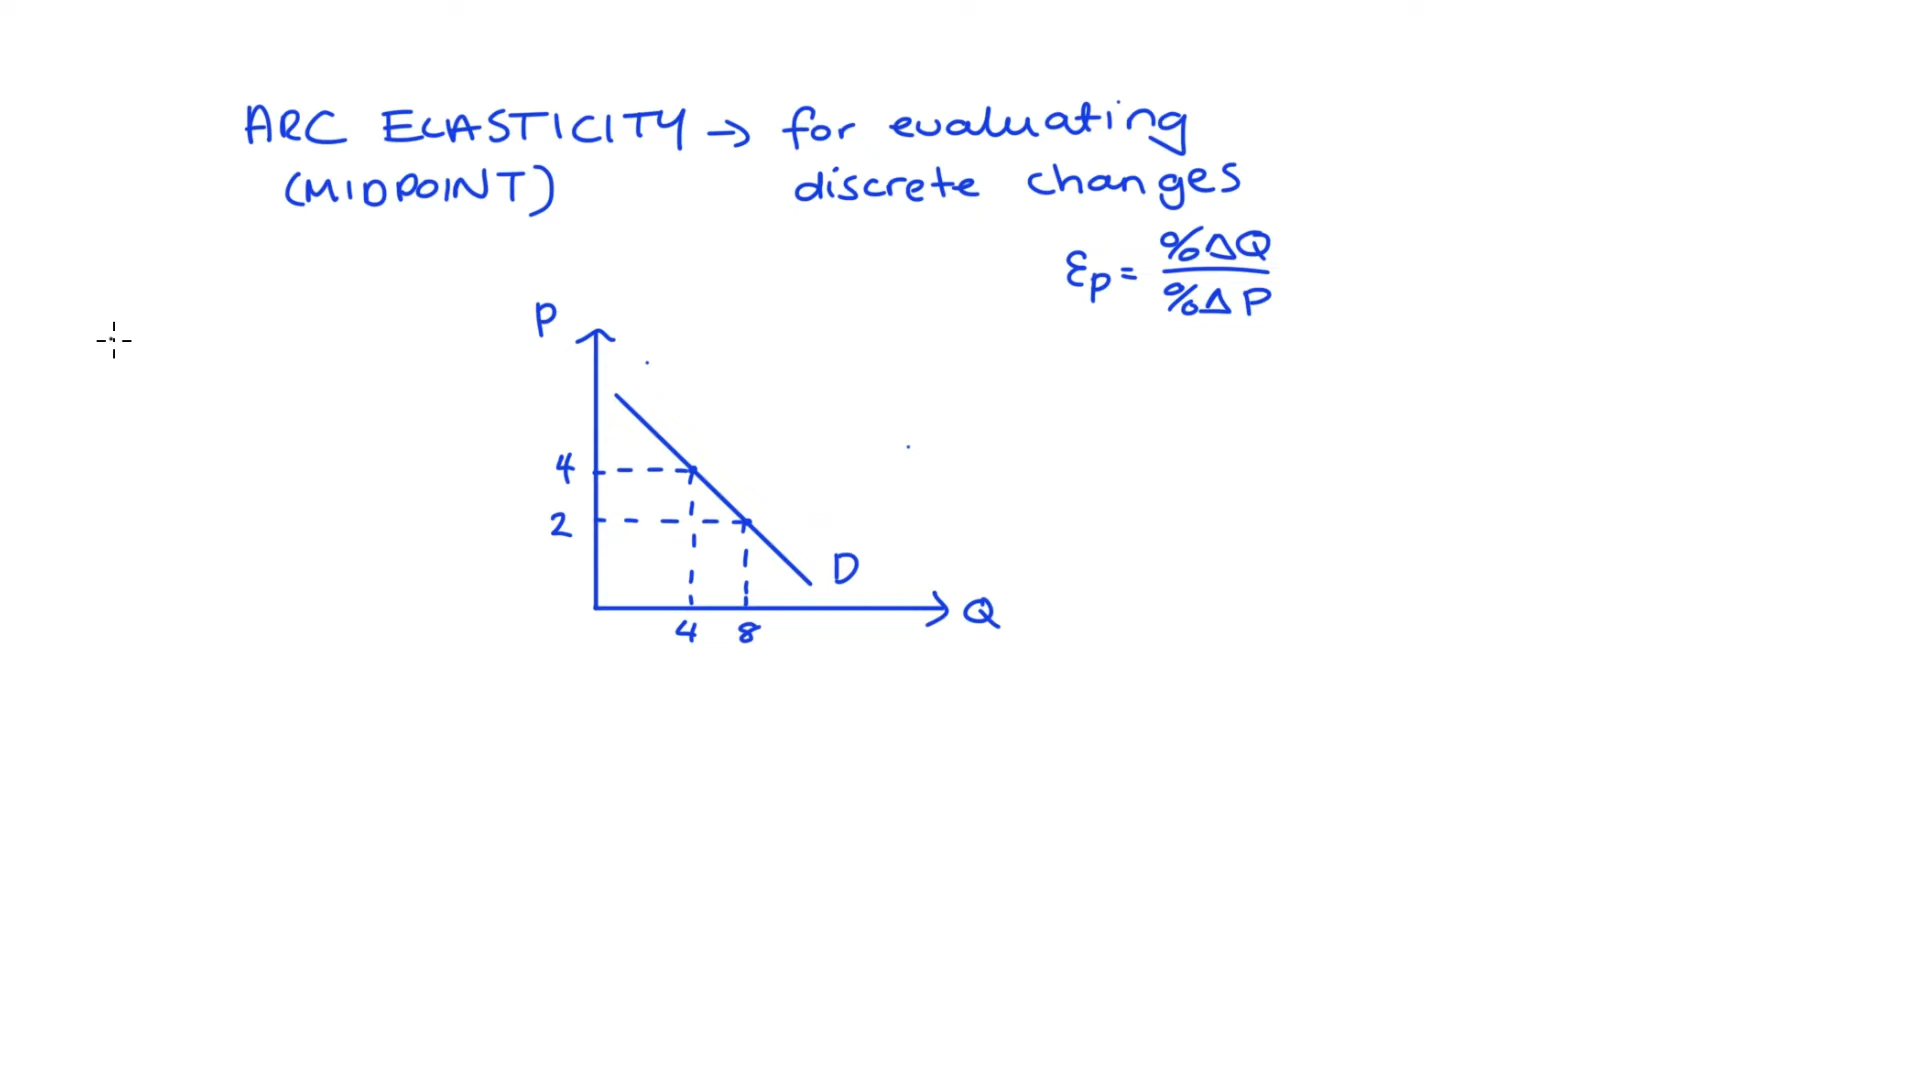 ARC ELASTICITY → for evaluating
(MIDPOINT) discrete changes
εp = %ΔQ
%ΔP
P
4
2
D
Q
4 8